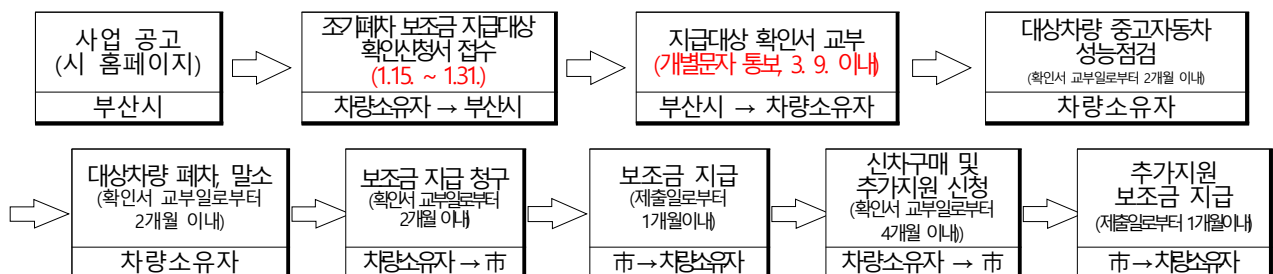 사업 공고
(시 홈페이지)
부산시
조기폐차 보조금 지급대상
확인신청서 접수
(1.15. ~ 1.31.)
차량소유자 → 부산시
지급대상 확인서 교부
(개별문자 통보, 3. 9. 이내)
부산시 → 차량소유자
대상차량 중고자동차
성능점검
(확인서 교부일로부터 2개월 이내)
차량소유자
대상차량 폐차, 말소
(확인서 교부일로부터
2개월 이내)
차량소유자
보조금 지급 청구
(확인서 교부일로부터
2개월 이내)
차량소유자 → 市
보조금 지급
(제출일로부터
1개월이내)
市→차량소유자
신차구매 및
추가지원 신청
(확인서 교부일로부터
4개월 이내))
차량소유자 → 市
추가지원
보조금 지급
(제출일로부터 1개월이내)
市→차량소유자